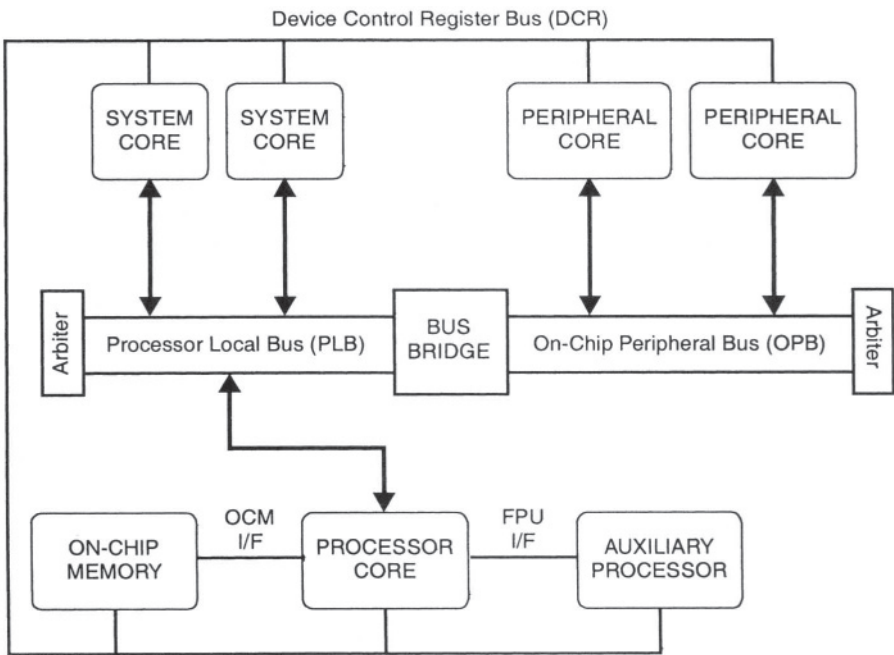 Device Control Register Bus (DCR)
SYSTEM
CORE
SYSTEM
CORE
PERIPHERAL
CORE
PERIPHERAL
CORE
Arbiter
Processor Local Bus (PLB)
BUS
BRIDGE
On-Chip Peripheral Bus (OPB)
Arbiter
ON-CHIP
MEMORY
OCM
I/F
PROCESSOR
CORE
FPU
I/F
AUXILIARY
PROCESSOR